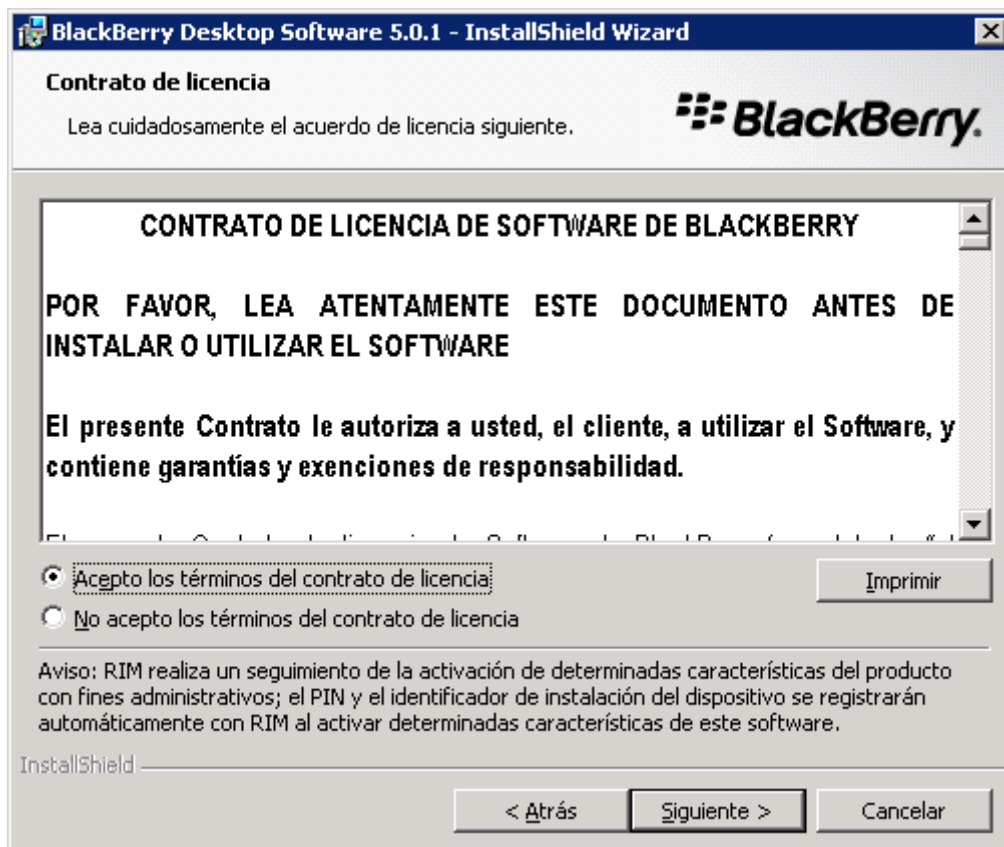 BlackBerry Desktop Software 5.0.1 - InstallShield Wizard
Contrato de licencia
Lea cuidadosamente el acuerdo de licencia siguiente.
BlackBerry.
CONTRATO DE LICENCIA DE SOFTWARE DE BLACKBERRY
POR FAVOR, LEA ATENTAMENTE ESTE DOCUMENTO ANTES DE
INSTALAR O UTILIZAR EL SOFTWARE
El presente Contrato le autoriza a usted, el cliente, a utilizar el Software, y
contiene garantías y exenciones de responsabilidad.
Acepto los términos del contrato de licencia
Imprimir
No acepto los términos del contrato de licencia
Aviso: RIM realiza un seguimiento de la activación de determinadas características del producto
con fines administrativos; el PIN y el identificador de instalación del dispositivo se registrarán
automáticamente con RIM al activar determinadas características de este software.
InstallShield
< Atrás
Siguiente >
Cancelar